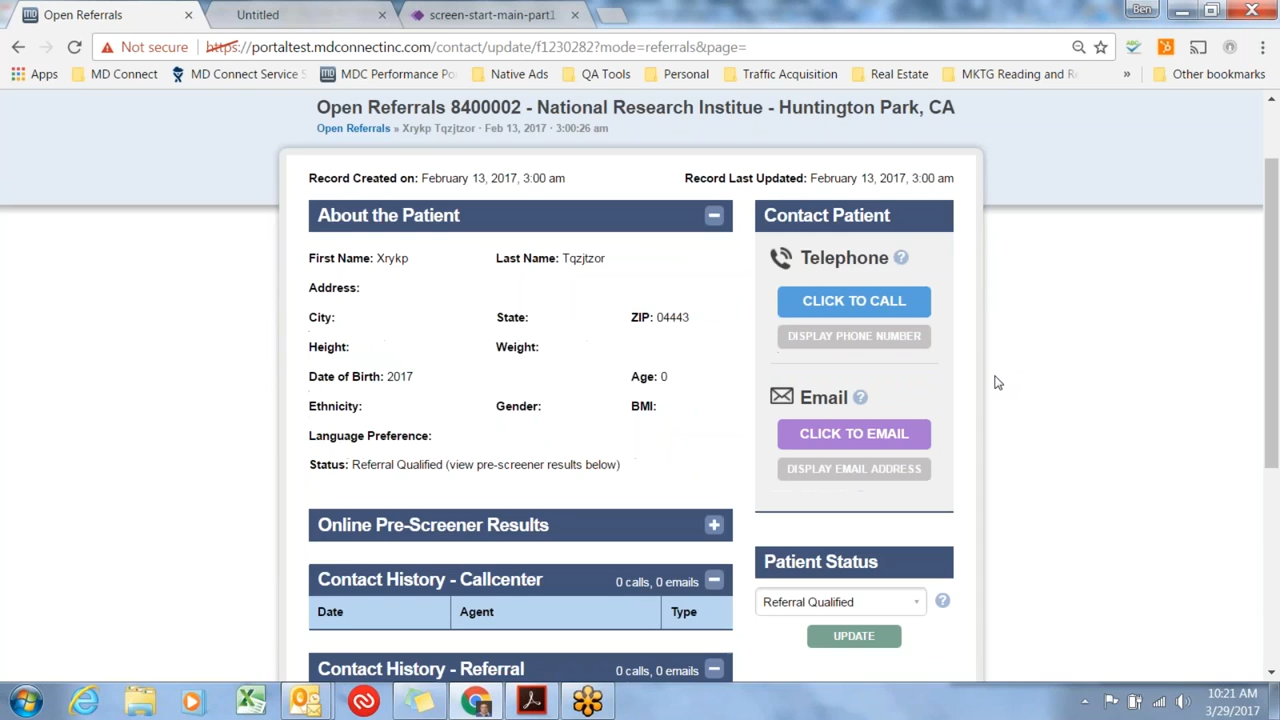 Open Referrals
Untitled
screen-start-main-part1
Ben
Not secure
https://portaltest.mdconnectinc.com/contact/update/f1230282?mode=referrals&page=
Apps
MD Connect
MD Connect Service S
MDC Performance Po
Native Ads
QA Tools
Personal
Traffic Acquisition
Real Estate
MKTG Reading and R
»
Other bookmarks
Open Referrals 8400002 - National Research Institue - Huntington Park, CA
Open Referrals » Xrykp Tqzjtzor · Feb 13, 2017 · 3:00:26 am
Record Created on: February 13, 2017, 3:00 am
Record Last Updated: February 13, 2017, 3:00 am
About the Patient
First Name: Xrykp
Last Name: Tqzjtzor
Address:
City:
State:
ZIP: 04443
Height:
Weight:
Date of Birth: 2017
Age: 0
Ethnicity:
Gender:
BMI:
Language Preference:
Status: Referral Qualified (view pre-screener results below)
Online Pre-Screener Results
Contact History - Callcenter
0 calls, 0 emails
Date
Agent
Type
Contact History - Referral
0 calls, 0 emails
Contact Patient
Telephone ?
CLICK TO CALL
DISPLAY PHONE NUMBER
Email ?
CLICK TO EMAIL
DISPLAY EMAIL ADDRESS
Patient Status
Referral Qualified
?
UPDATE
10:21 AM
3/29/2017